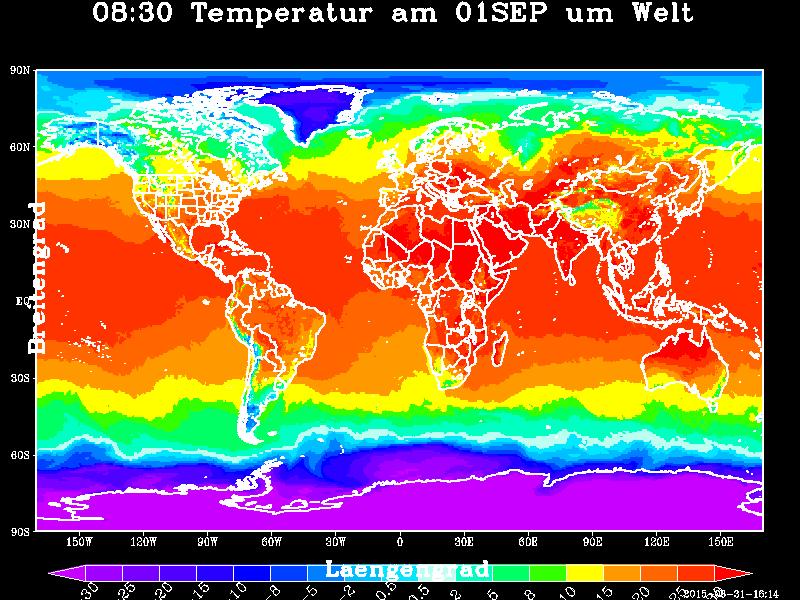 08:30 Temperatur am 01SEP um Welt
90N
60N
30N
EQ
30S
60S
90S
Breitengrad
150W 120W 90W 60W 30W 0 30E 60E 90E 120E 150E
Laengengrad
-30 -25 -20 -15 -10 -8 -5 -2 -0.5 0.5 2 5 8 10 15 20 25 30
2015-08-31-16:14